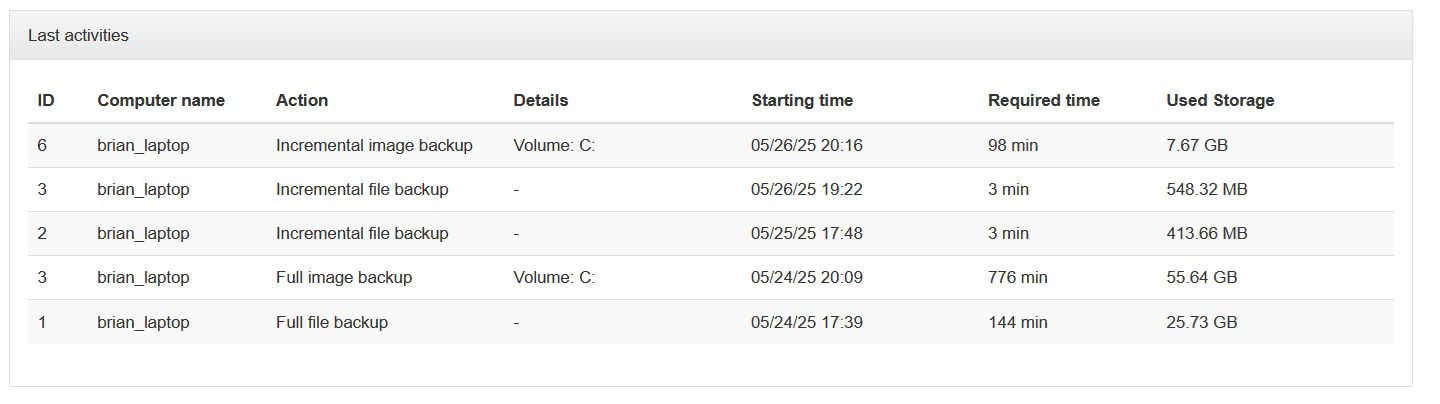 Last activities
ID Computer name Action Details Starting time Required time Used Storage
6 brian_laptop Incremental image backup Volume: C: 05/26/25 20:16 98 min 7.67 GB
3 brian_laptop Incremental file backup - 05/26/25 19:22 3 min 548.32 MB
2 brian_laptop Incremental file backup - 05/25/25 17:48 3 min 413.66 MB
3 brian_laptop Full image backup Volume: C: 05/24/25 20:09 776 min 55.64 GB
1 brian_laptop Full file backup - 05/24/25 17:39 144 min 25.73 GB